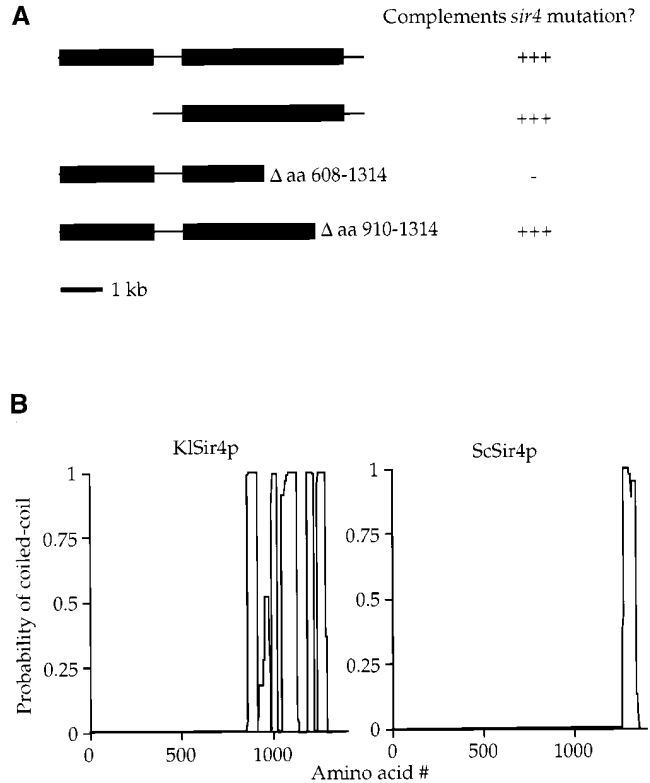 A
Complements sir4 mutation?
+++
+++
Δ aa 608-1314
-
Δ aa 910-1314
+++
1 kb
B
KlSir4p
ScSir4p
Probability of coiled-coil
1
0.75
0.5
0.25
0
0
500
1000
1
0.75
0.5
0.25
0
0
500
1000
Amino acid #